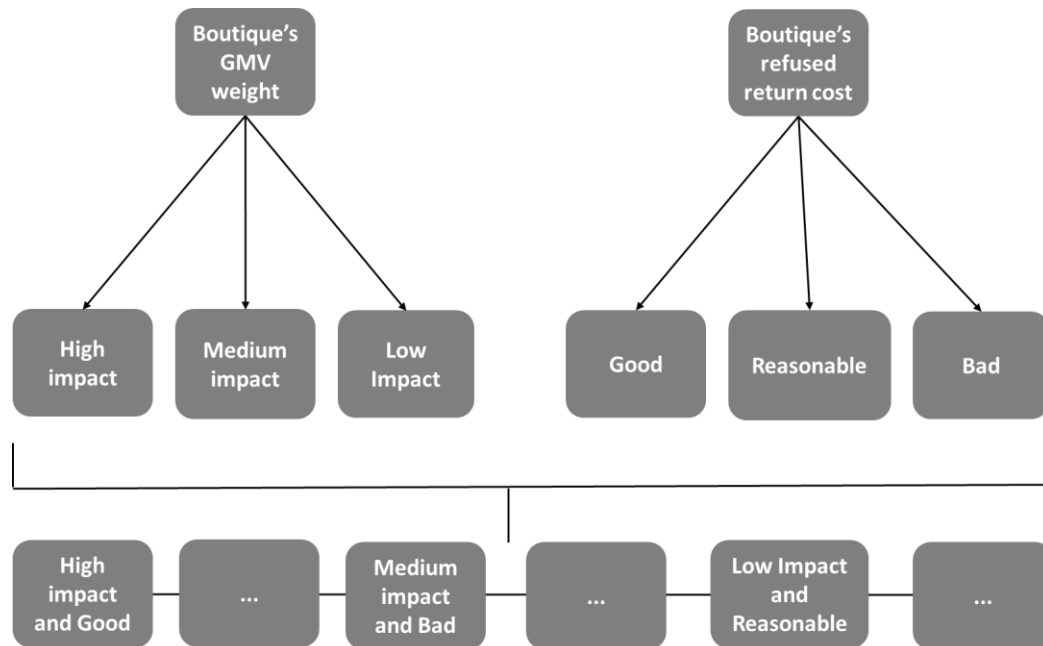 Boutique's
GMV
weight
Boutique's
refused
return cost
High
impact
Medium
impact
Low
Impact
Good
Reasonable
Bad
High
impact
and Good
...
Medium
impact
and Bad
...
Low Impact
and
Reasonable
...